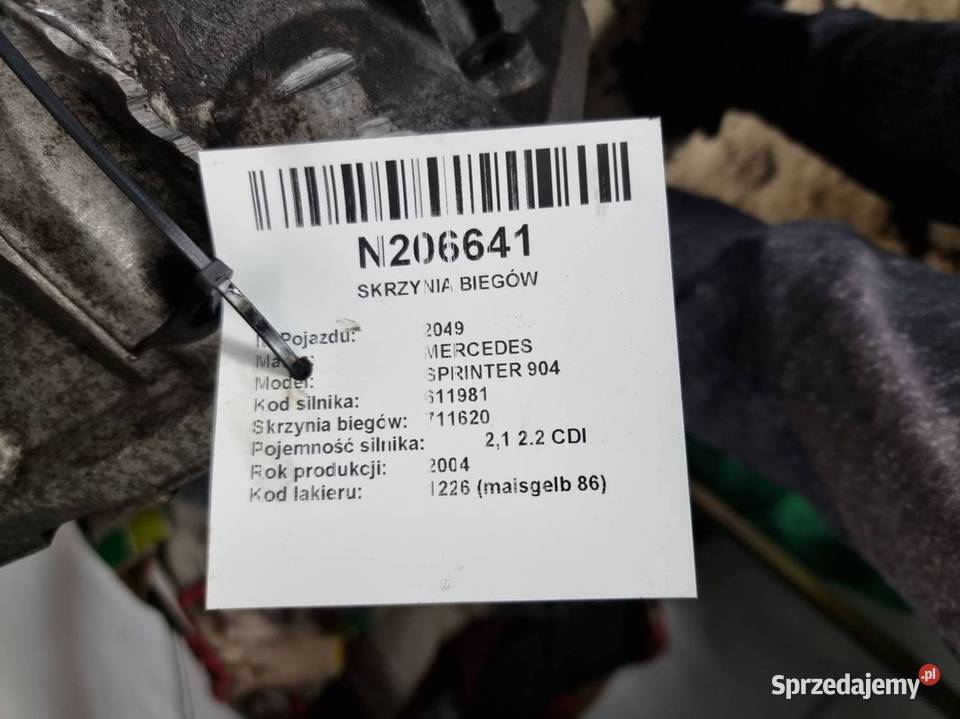 N206641
SKRZYNIA BIEGÓW
Pojazdu: 2049
MERCEDES
Model: SPRINTER 904
Kod silnika: 611981
Skrzynia biegów: 711620
Pojemność silnika: 2,1 2.2 CDI
Rok produkcji: 2004
Kod lakieru: 1226 (maisgelb 86)
Sprzedajemy.pl